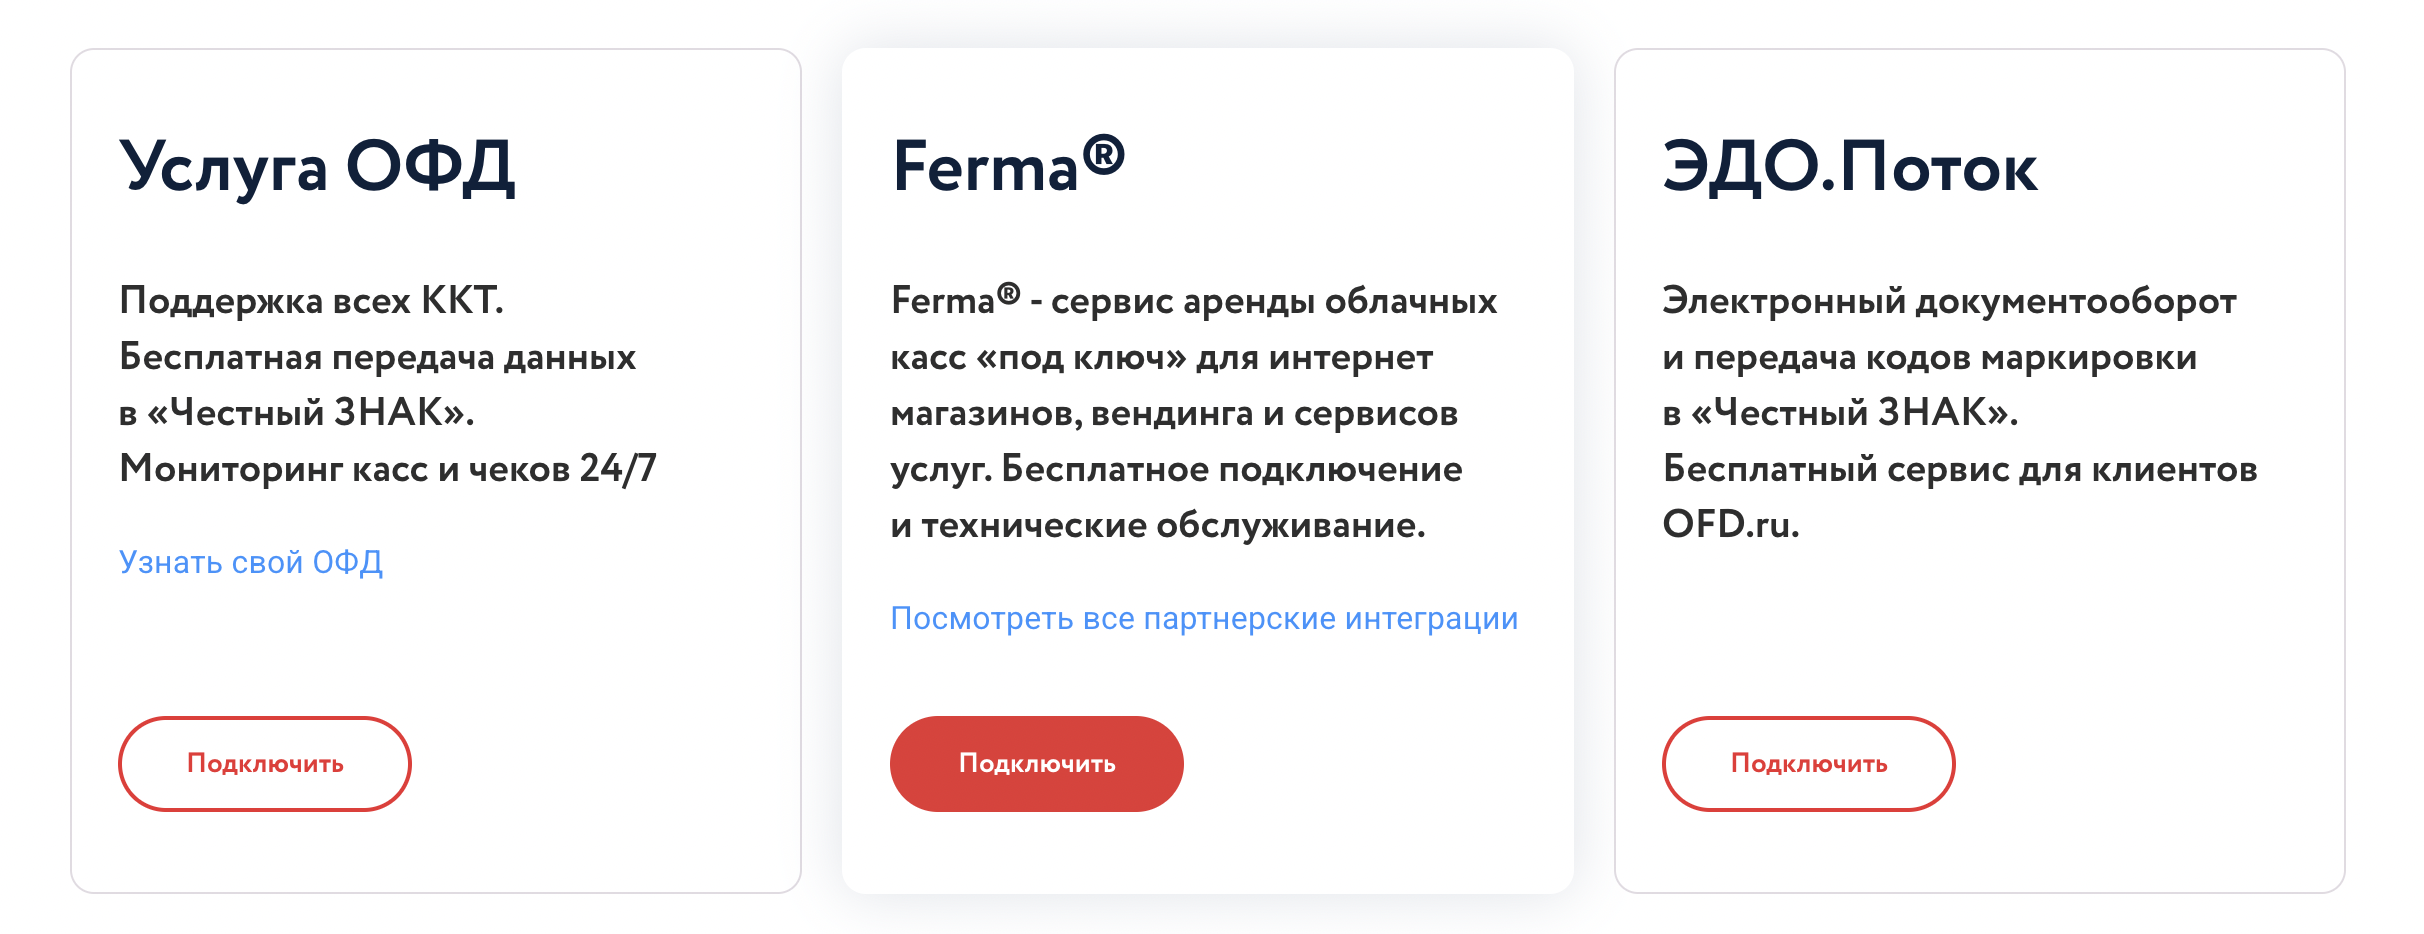 Услуга ОФД
Поддержка всех ККТ.
Бесплатная передача данных
в «Честный ЗНАК».
Мониторинг касс и чеков 24/7
Узнать свой ОФД
Подключить
Ferma®
Ferma® - сервис аренды облачных
касс «под ключ» для интернет
магазинов, вендинга и сервисов
услуг. Бесплатное подключение
и технические обслуживание.
Посмотреть все партнерские интеграции
Подключить
ЭДО.Поток
Электронный документооборот
и передача кодов маркировки
в «Честный ЗНАК».
Бесплатный сервис для клиентов
OFD.ru.
Подключить